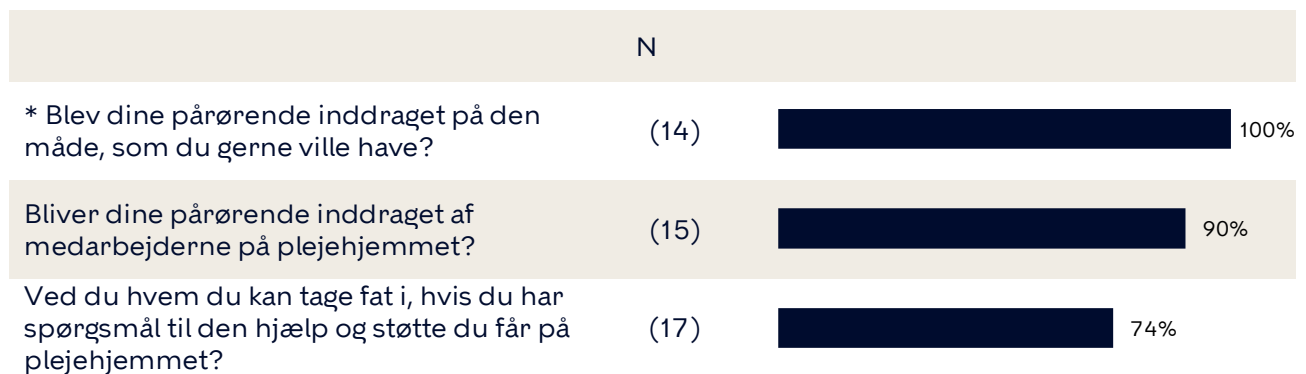 N
* Blev dine pårørende inddraget på den
måde, som du gerne ville have?
(14)
100%
Bliver dine pårørende inddraget af
medarbejderne på plejehjemmet?
(15)
90%
Ved du hvem du kan tage fat i, hvis du har
spørgsmål til den hjælp og støtte du får på
plejehjemmet?
(17)
74%